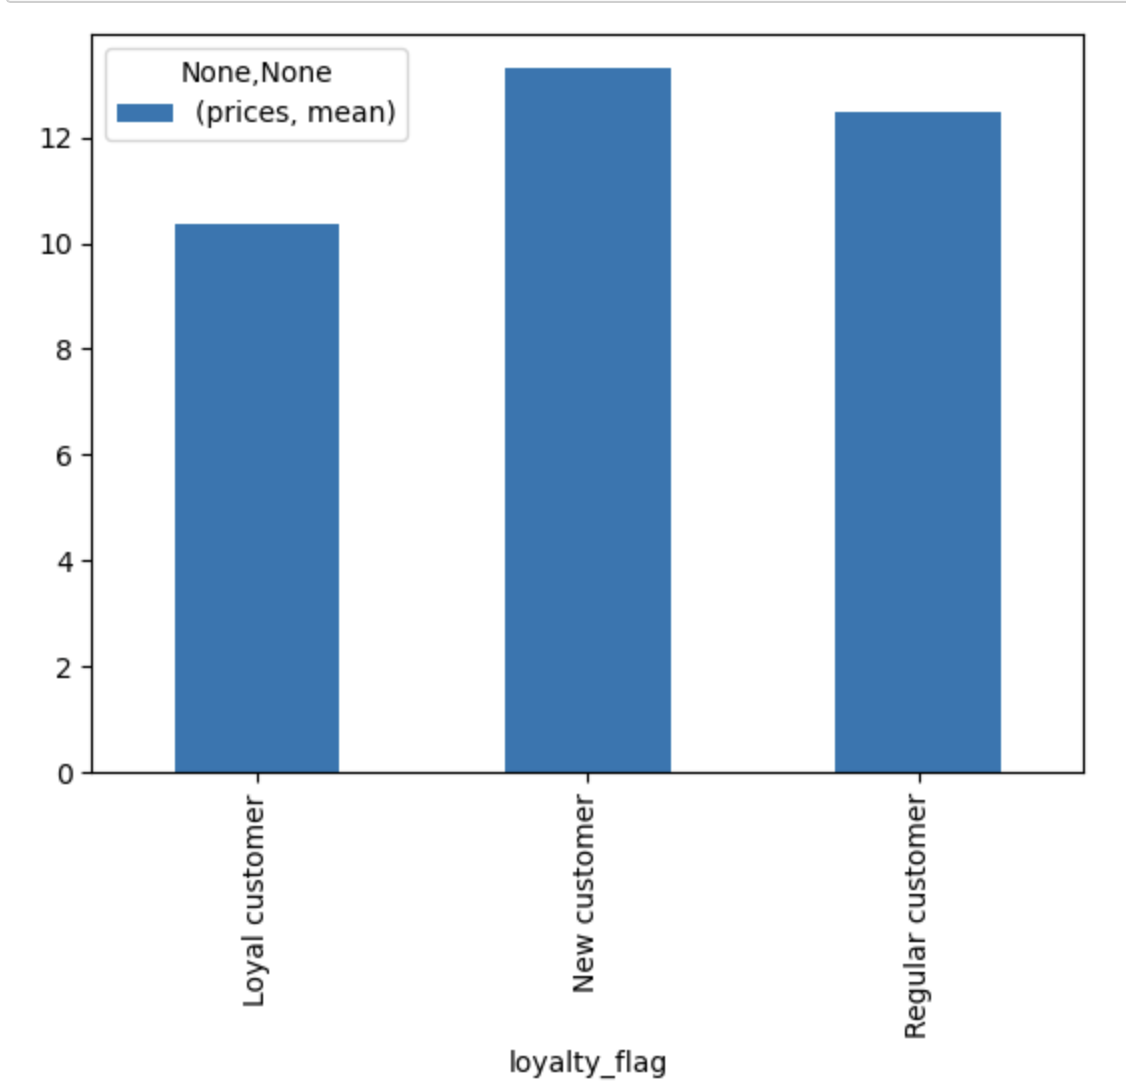 None,None
(prices, mean)
12
10
8
6
4
2
0
Loyal customer
New customer
Regular customer
loyalty_flag